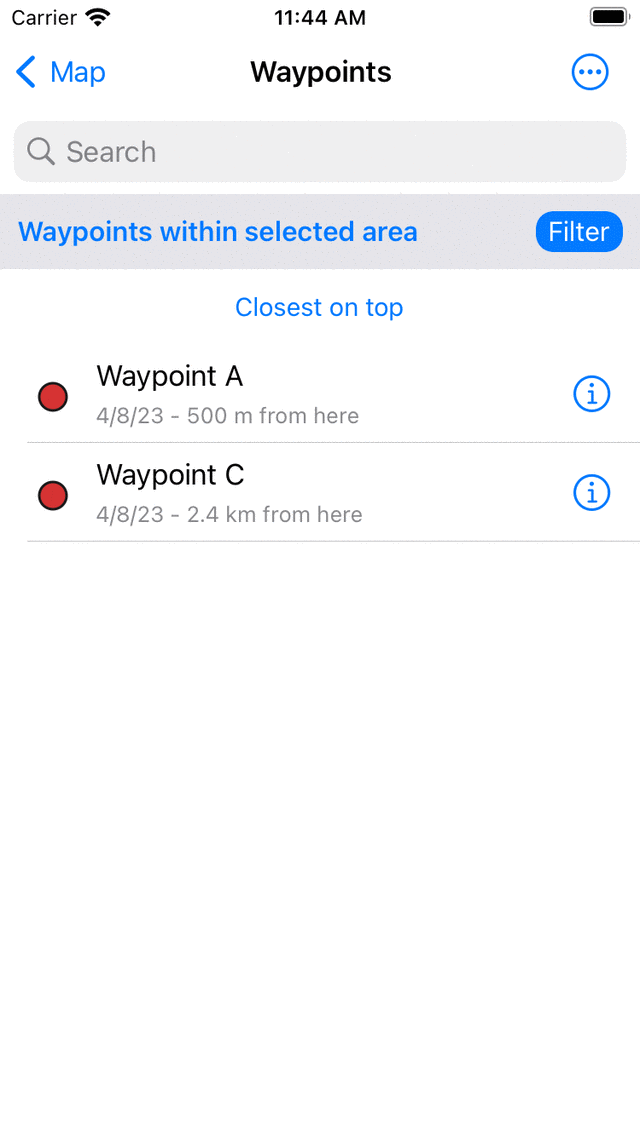 Carrier 11:44 AM
Map Waypoints
Search
Waypoints within selected area Filter
Closest on top
Waypoint A
4/8/23 - 500 m from here
Waypoint C
4/8/23 - 2.4 km from here